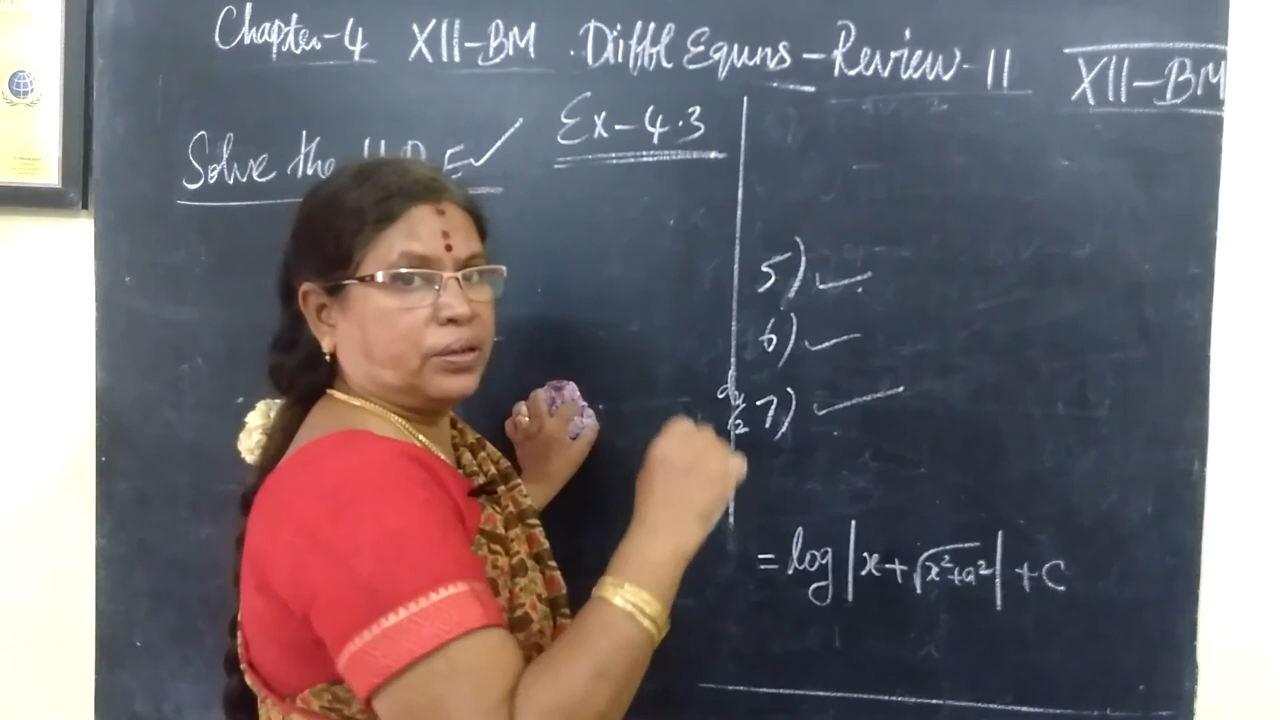 Chapter-4 XII-BM . Diffl Equns - Review-11
XII-BM
Ex-4.3
Solve the
5)
6)
7)
= log |x+√x²+a²| + C